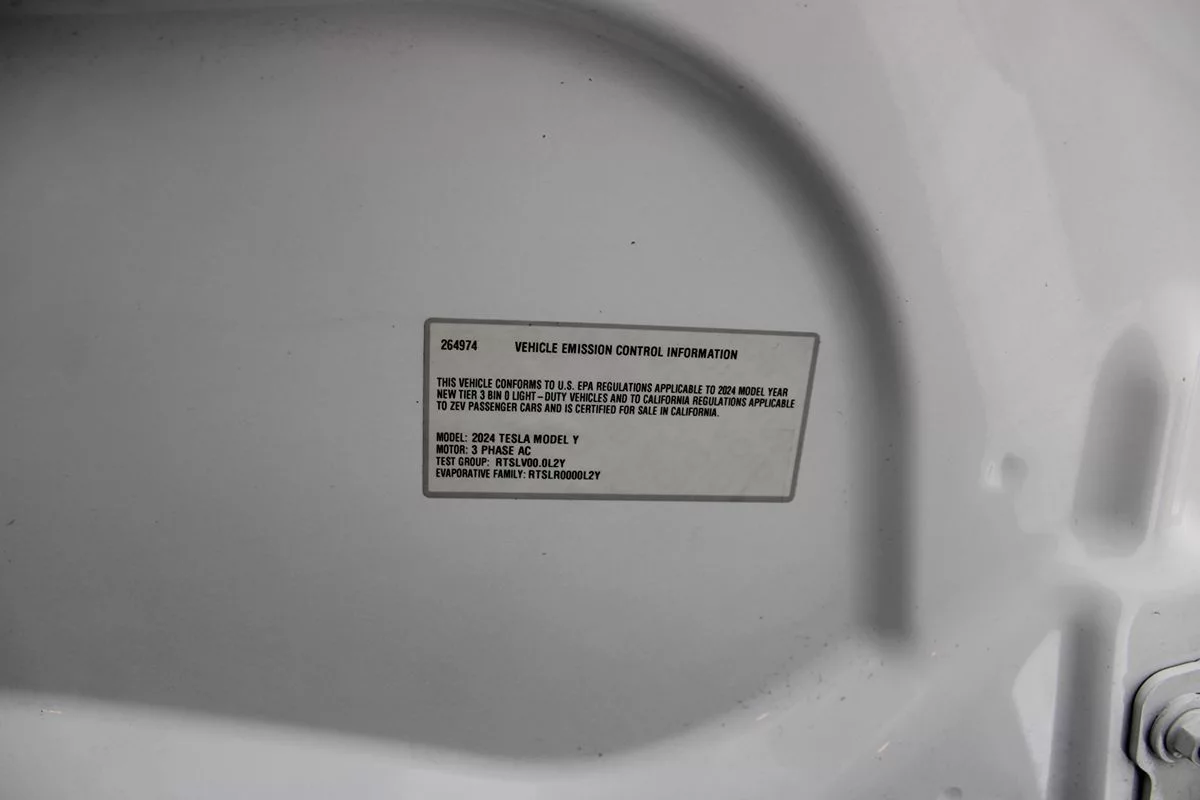 264974 VEHICLE EMISSION CONTROL INFORMATION
THIS VEHICLE CONFORMS TO U.S. EPA REGULATIONS APPLICABLE TO 2024 MODEL YEAR
NEW TIER 3 BIN 0 LIGHT-DUTY VEHICLES AND TO CALIFORNIA REGULATIONS APPLICABLE
TO ZEV PASSENGER CARS AND IS CERTIFIED FOR SALE IN CALIFORNIA.
MODEL: 2024 TESLA MODEL Y
MOTOR: 3 PHASE AC
TEST GROUP: RTSLV00.0L2Y
EVAPORATIVE FAMILY: RTSLR0000L2Y